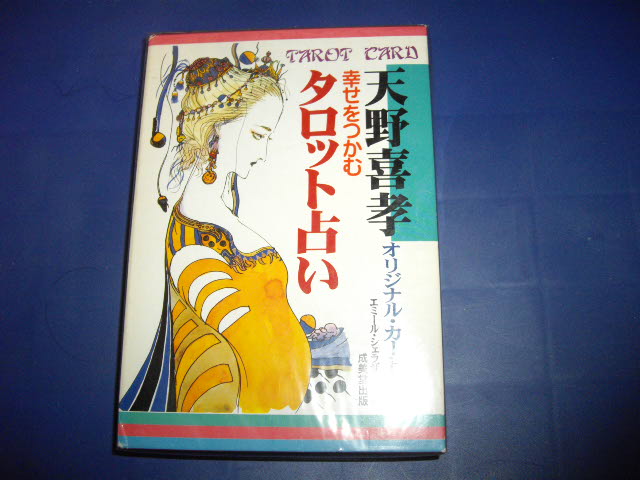 TAROT CARD
天野喜孝
オリジナル・カード
幸せをつかむ
タロット占い
エミール・シェラザ
成美堂出版